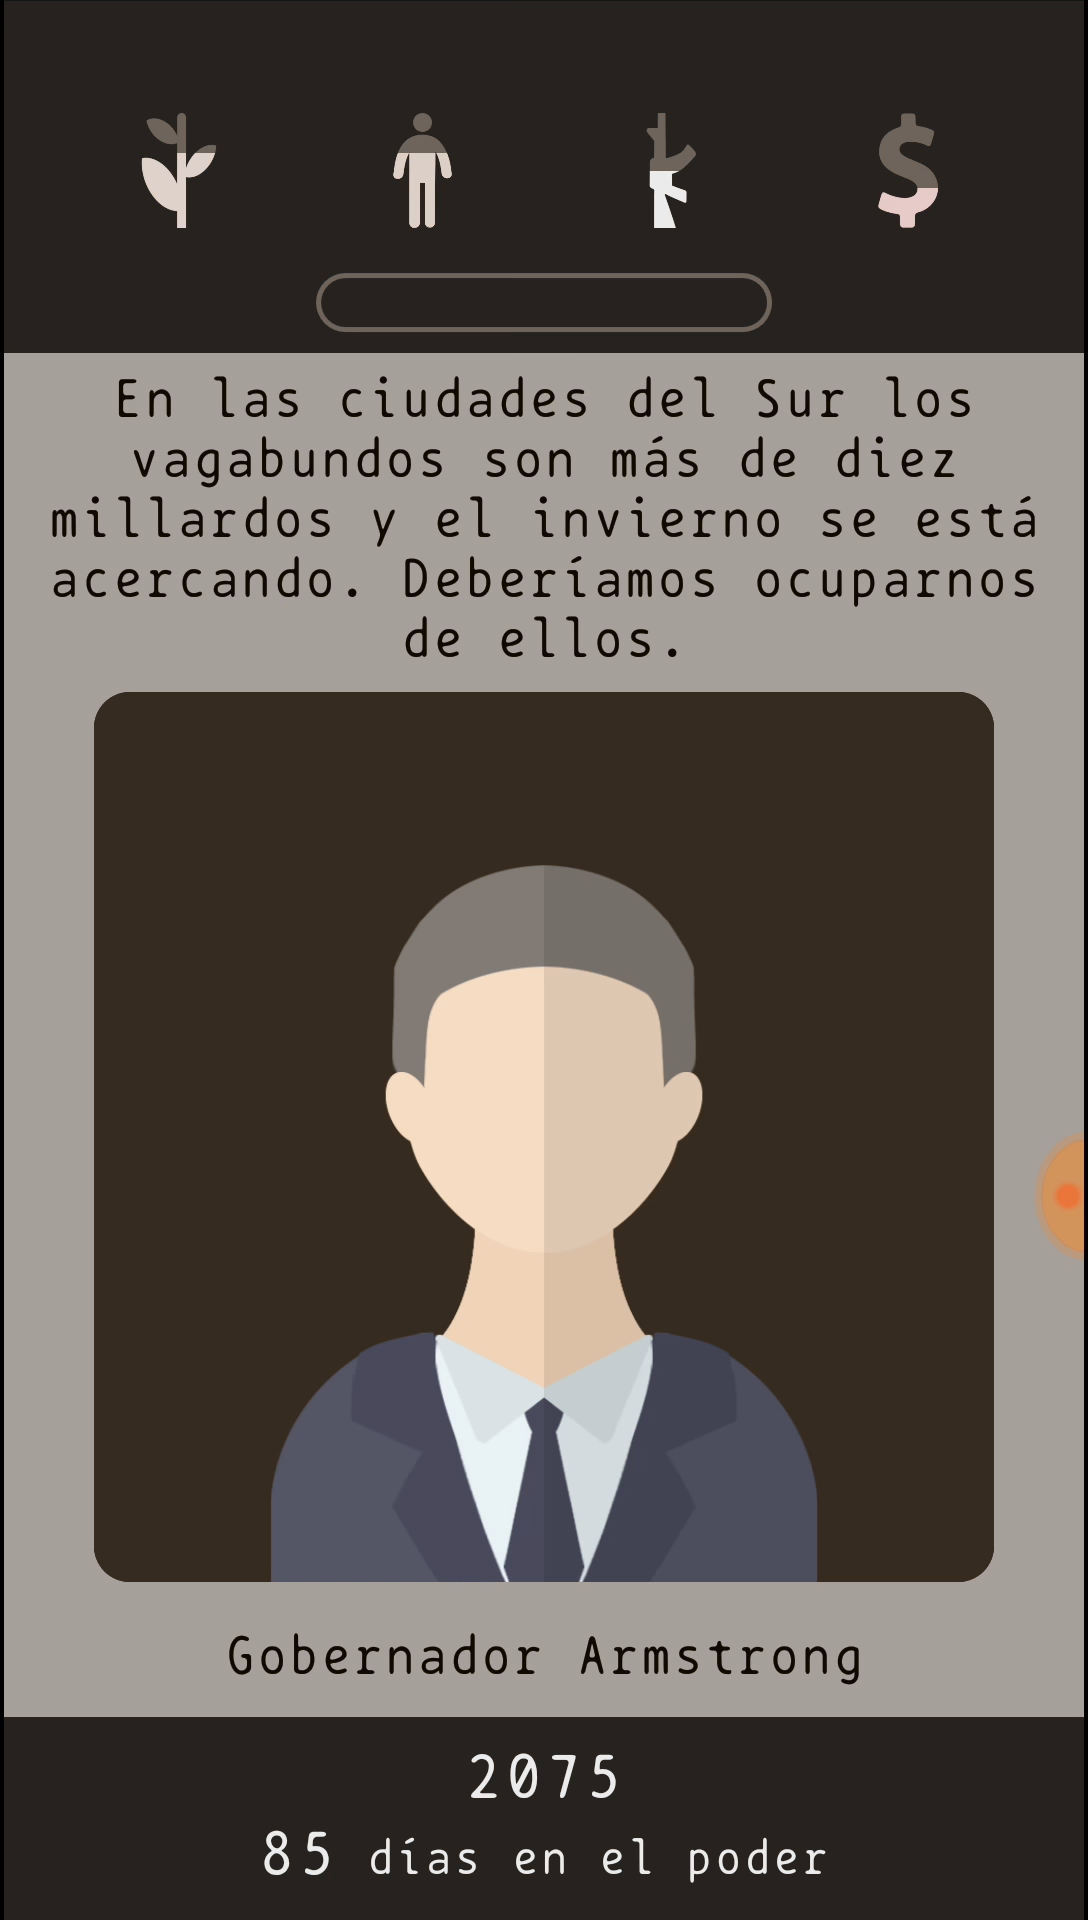 En las ciudades del Sur los
vagabundos son más de diez
millardos y el invierno se está
acercando. Deberíamos ocuparnos
de ellos.
Gobernador Armstrong
2075
85 días en el poder